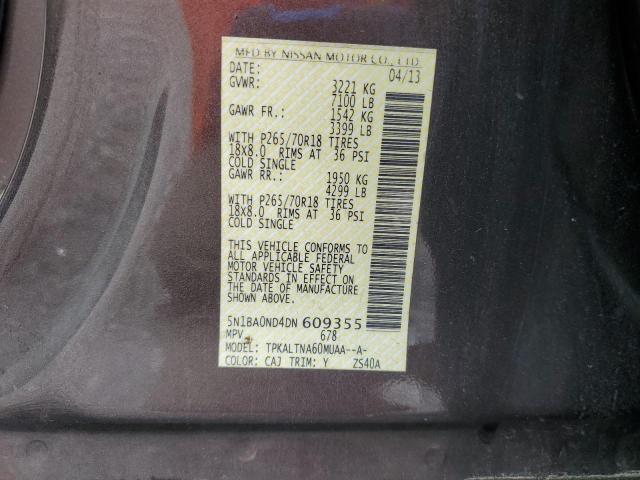 MFD BY NISSAN MOTOR CO., LTD.
DATE: 04/13
GVWR: 3221 KG
7100 LB
GAWR FR.: 1542 KG
3399 LB
WITH P265/70R18 TIRES
18X8.0 RIMS AT 36 PSI
COLD SINGLE
GAWR RR.: 1950 KG
4299 LB
WITH P265/70R18 TIRES
18X8.0 RIMS AT 36 PSI
COLD SINGLE
THIS VEHICLE CONFORMS TO
ALL APPLICABLE FEDERAL
MOTOR VEHICLE SAFETY
STANDARDS IN EFFECT ON
THE DATE OF MANUFACTURE
SHOWN ABOVE.
5N1BA0ND4DN 609355
MPV 678
MODEL: TPKALTNA60MUAA--A-
COLOR: CAJ TRIM: Y ZS40A